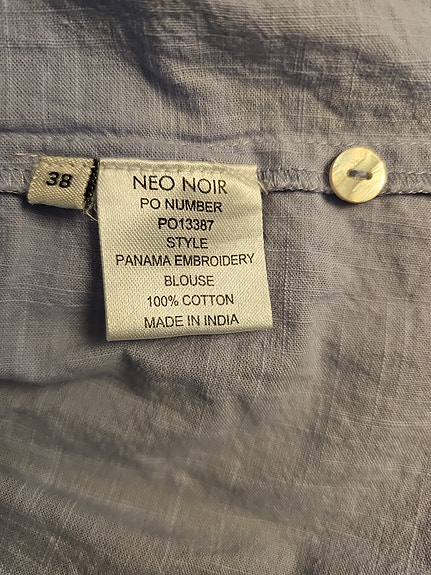 38
NEO NOIR
PO NUMBER
PO13387
STYLE
PANAMA EMBROIDERY
BLOUSE
100% COTTON
MADE IN INDIA